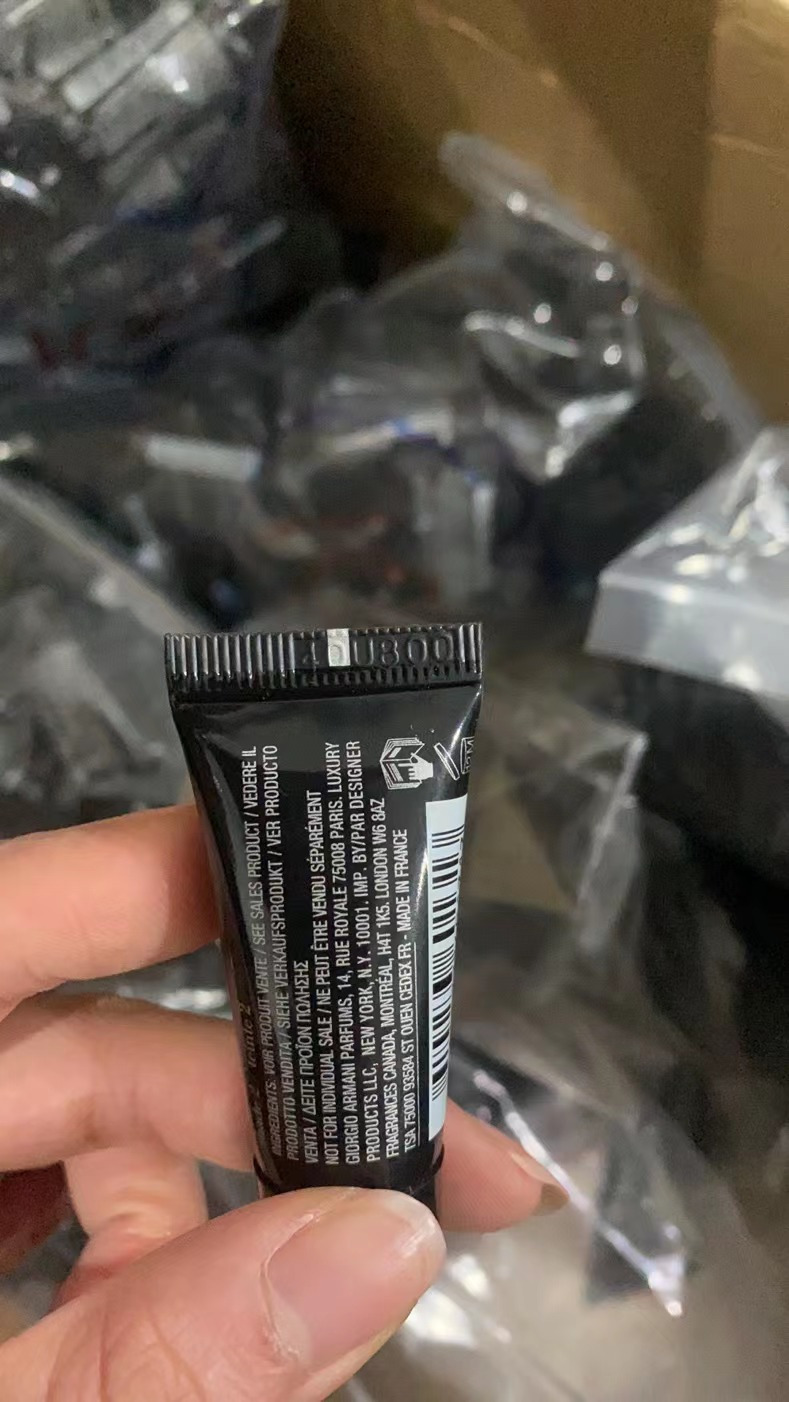 40U800
Teinte 2
INGREDIENTS: VOIR PRODUIT VENTE / SEE SALES PRODUCT / VEDERE IL
PRODOTTO VENDITA / SIEHE VERKAUFSPRODUKT / VER PRODUCTO
VENTA / ΔΕΙΤΕ ΠΡΟΪΟΝ ΠΩΛΗΣΗΣ
NOT FOR INDIVIDUAL SALE / NE PEUT ÊTRE VENDU SÉPARÉMENT
GIORGIO ARMANI PARFUMS, 14, RUE ROYALE 75008 PARIS. LUXURY
PRODUCTS LLC, NEW YORK, N.Y. 10001. IMP. BY/PAR DESIGNER
FRAGRANCES CANADA, MONTRÉAL, H4T 1K5. LONDON W6 8AZ
TSA 75000 93584 ST OUEN CEDEX FR - MADE IN FRANCE